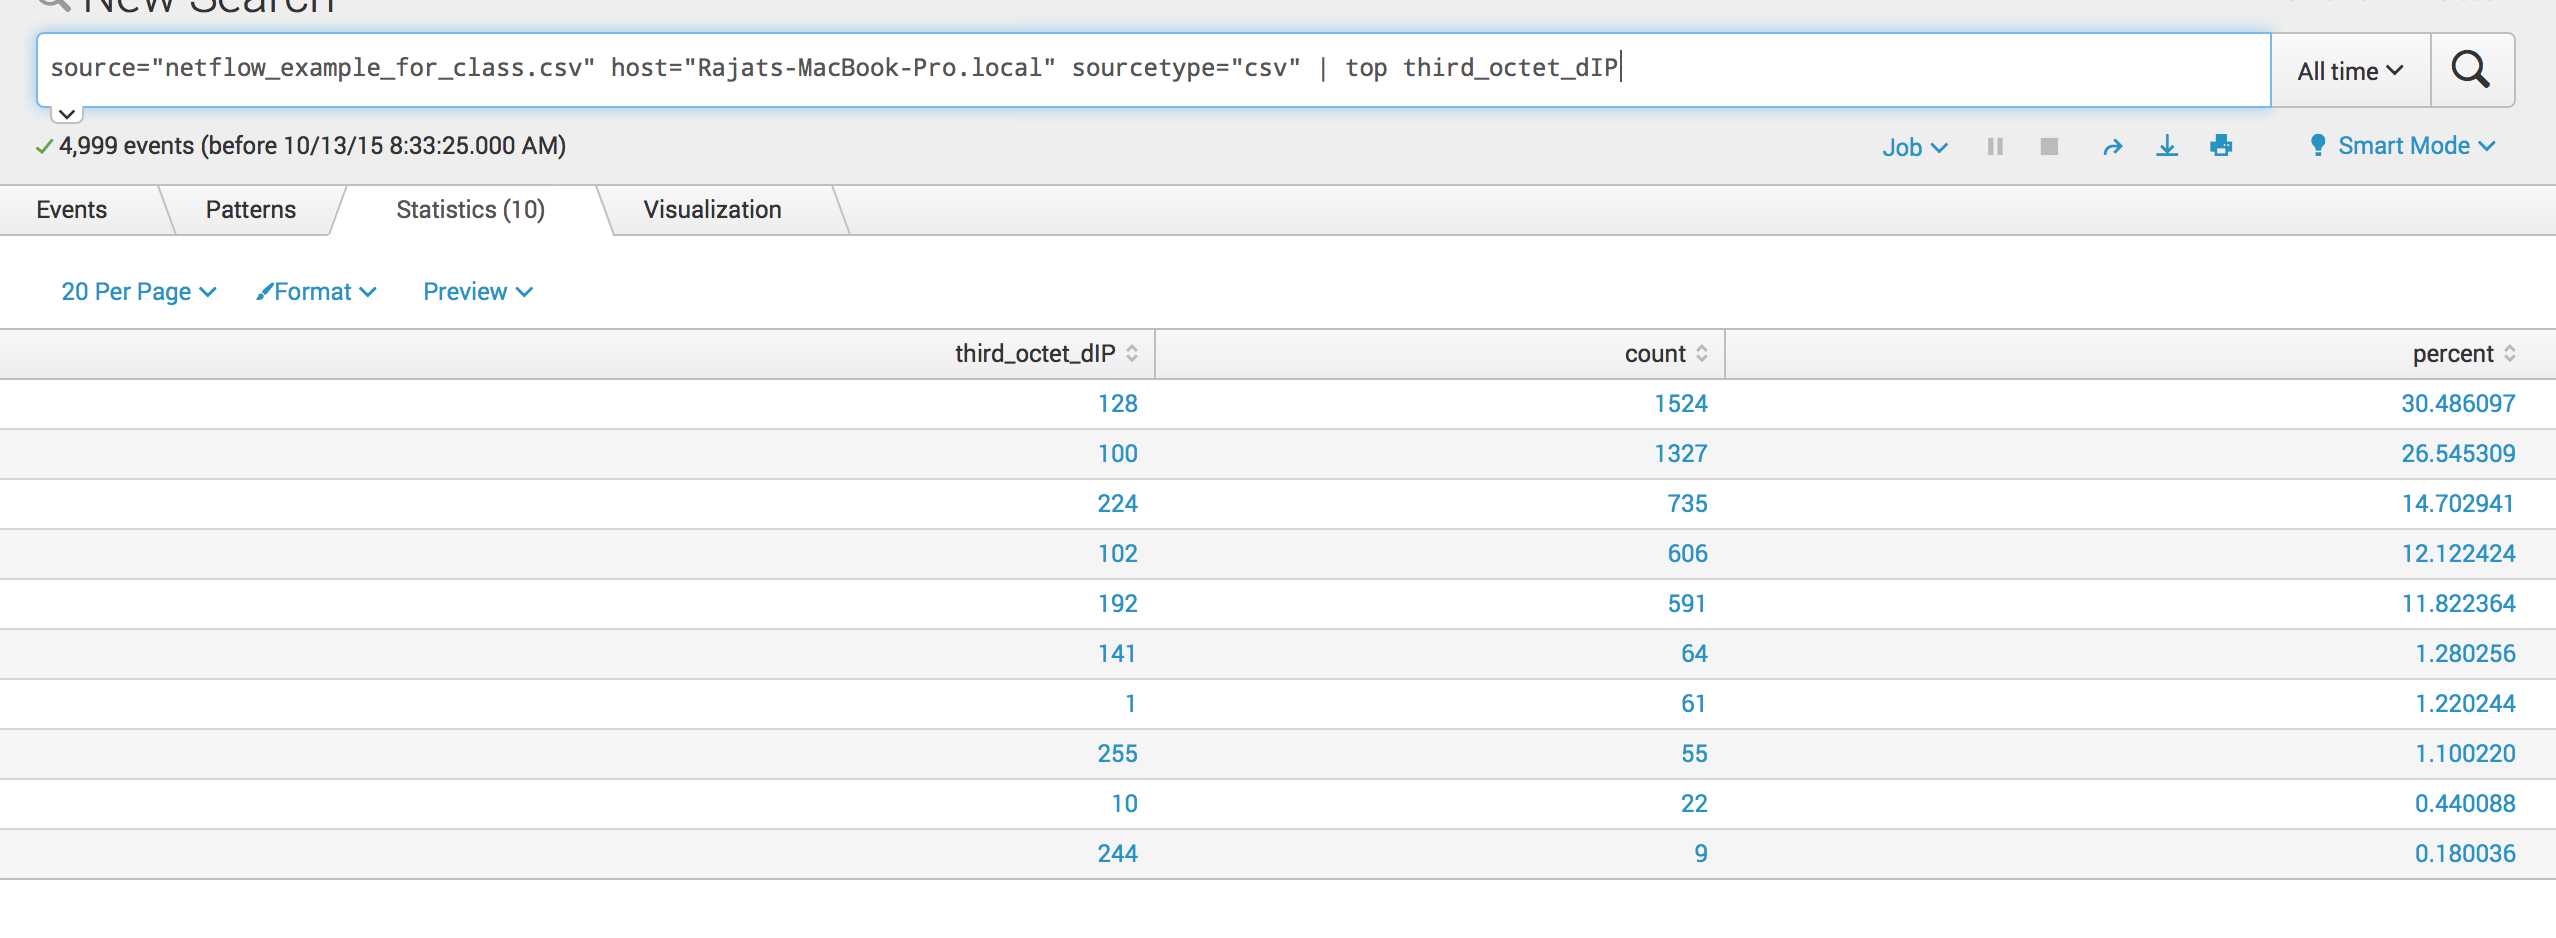 New Search
source="netflow_example_for_class.csv" host="Rajats-MacBook-Pro.local" sourcetype="csv" | top third_octet_dIP
All time
4,999 events (before 10/13/15 8:33:25.000 AM)
Job
Smart Mode
Events Patterns Statistics (10) Visualization
20 Per Page Format Preview
third_octet_dIP count percent
128 1524 30.486097
100 1327 26.545309
224 735 14.702941
102 606 12.122424
192 591 11.822364
141 64 1.280256
1 61 1.220244
255 55 1.100220
10 22 0.440088
244 9 0.180036